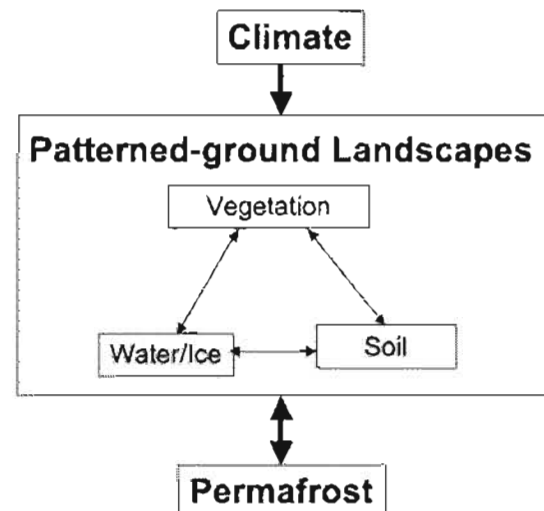 Climate
Patterned-ground Landscapes
Vegetation
Water/Ice
Soil
Permafrost